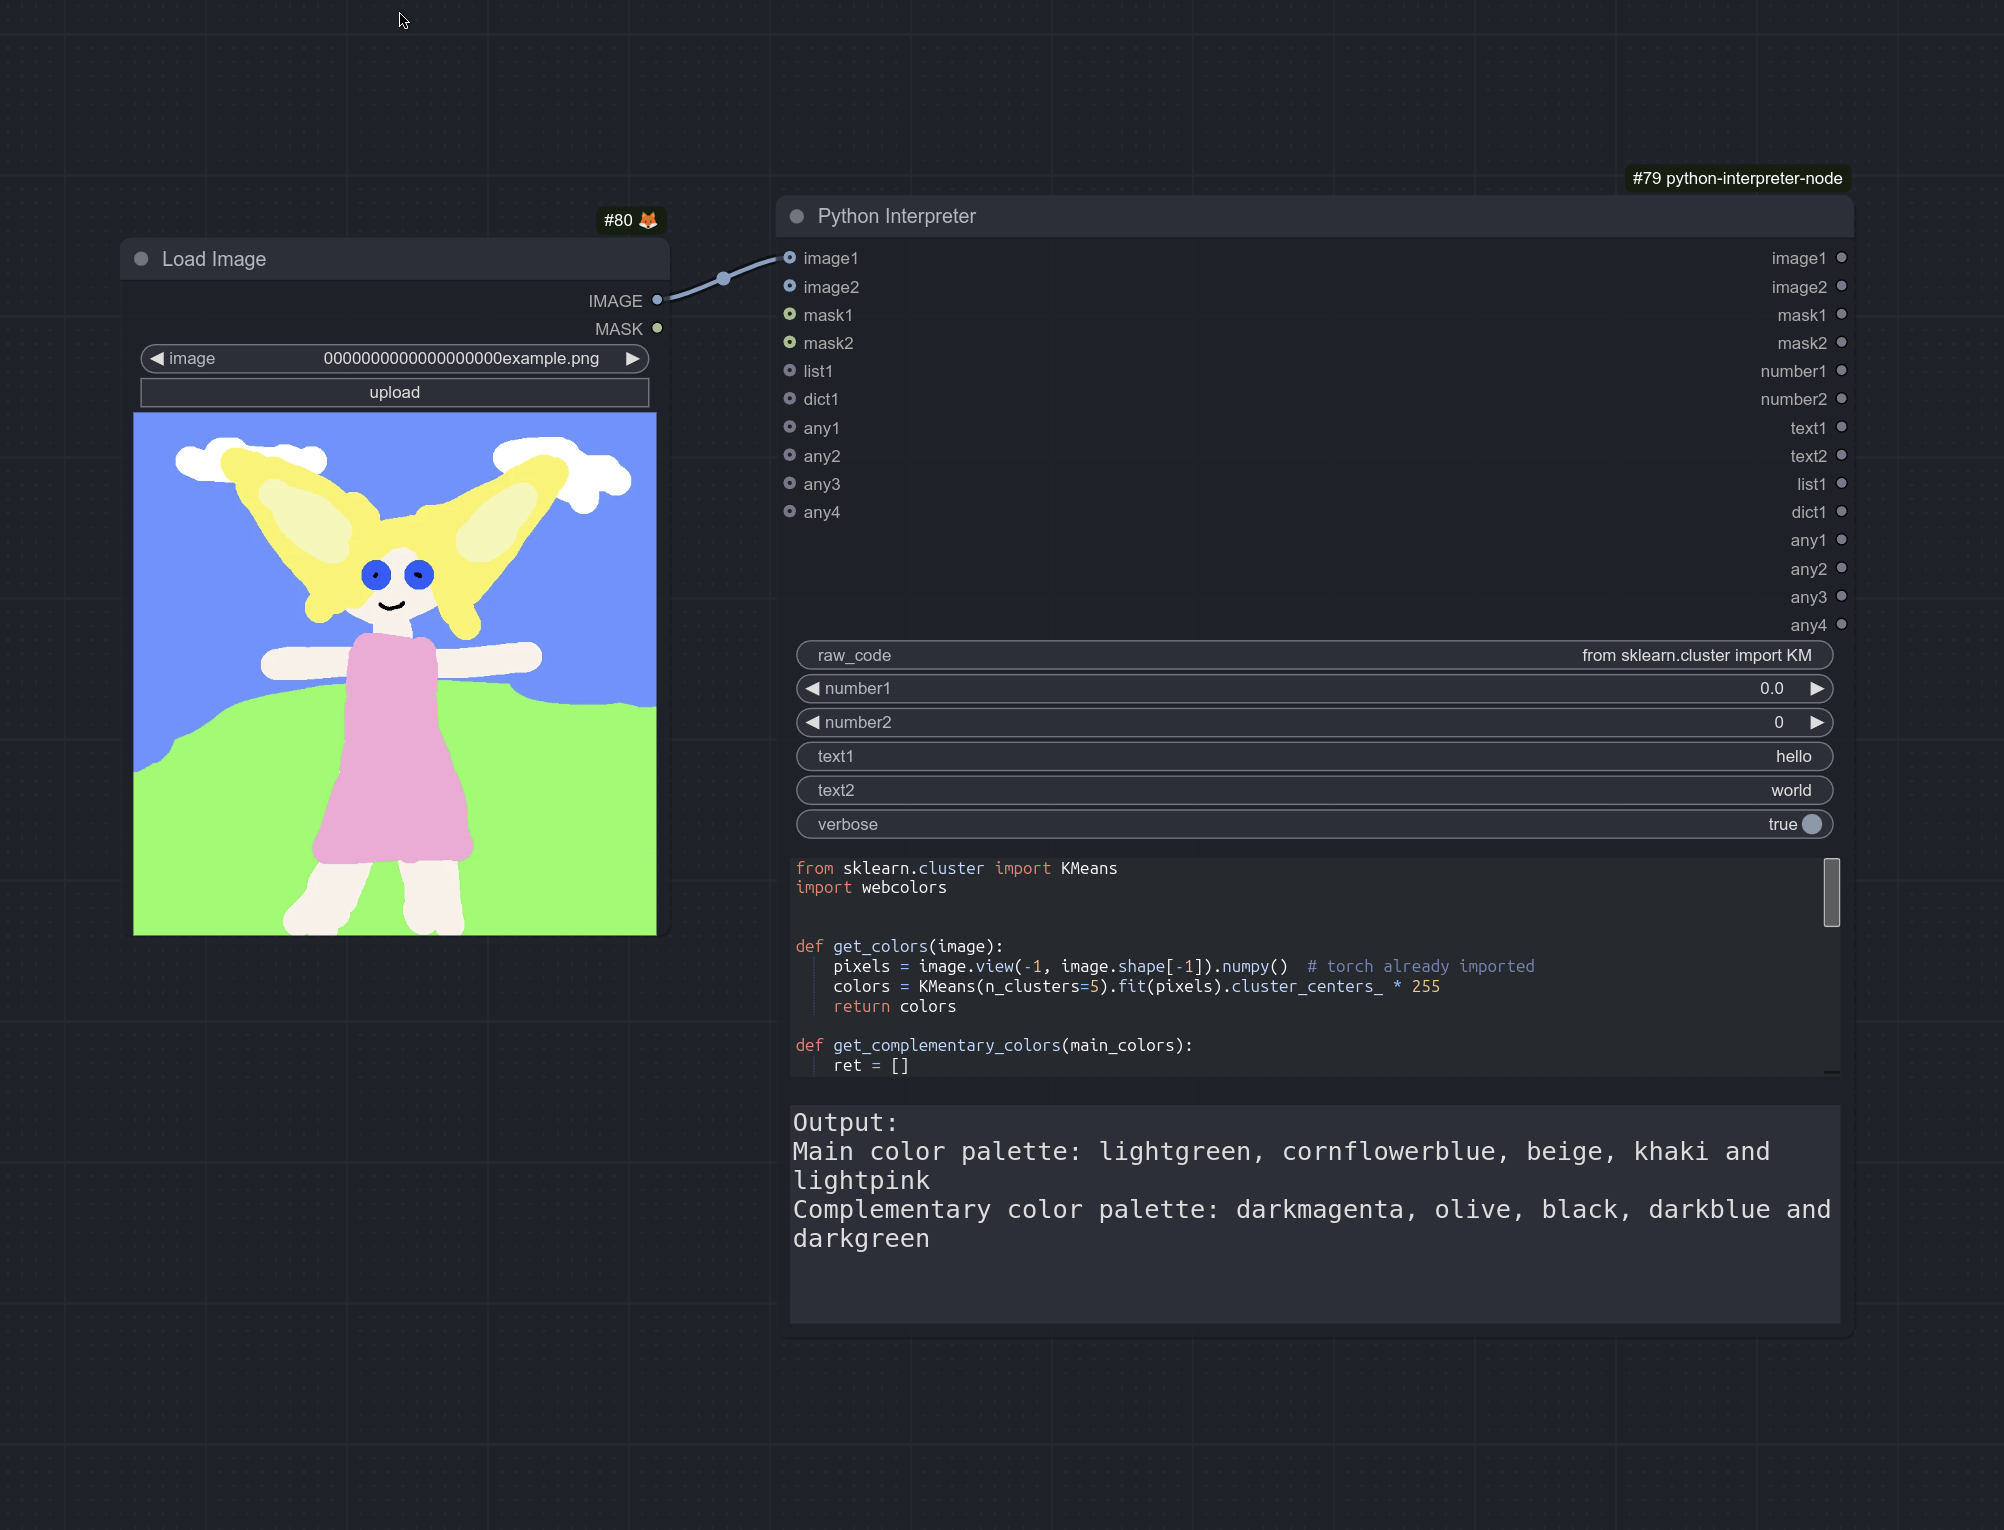 #79 python-interpreter-node
Python Interpreter
#80
Load Image
IMAGE
MASK
image 0000000000000000000example.png
upload
image1 image1
image2 image2
mask1 mask1
mask2 mask2
list1 number1
dict1 number2
any1 text1
any2 text2
any3 list1
any4 dict1
any1
any2
any3
any4
raw_code from sklearn.cluster import KM
number1 0.0
number2 0
text1 hello
text2 world
verbose true
from sklearn.cluster import KMeans
import webcolors
def get_colors(image):
pixels = image.view(-1, image.shape[-1]).numpy()  # torch already imported
colors = KMeans(n_clusters=5).fit(pixels).cluster_centers_ * 255
return colors
def get_complementary_colors(main_colors):
ret = []
Output:
Main color palette: lightgreen, cornflowerblue, beige, khaki and
lightpink
Complementary color palette: darkmagenta, olive, black, darkblue and
darkgreen